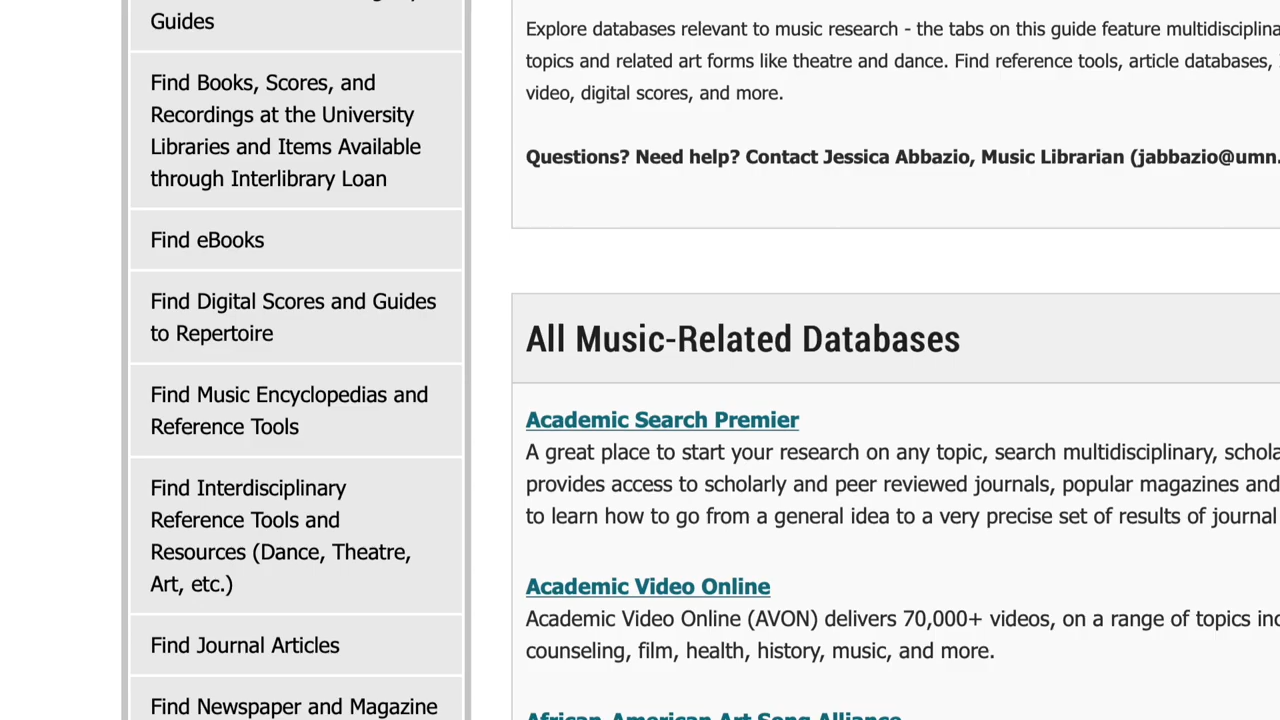 Guides
Find Books, Scores, and
Recordings at the University
Libraries and Items Available
through Interlibrary Loan
Find eBooks
Find Digital Scores and Guides
to Repertoire
Find Music Encyclopedias and
Reference Tools
Find Interdisciplinary
Reference Tools and
Resources (Dance, Theatre,
Art, etc.)
Find Journal Articles
Find Newspaper and Magazine
Explore databases relevant to music research - the tabs on this guide feature multidisciplina
topics and related art forms like theatre and dance. Find reference tools, article databases,
video, digital scores, and more.
Questions? Need help? Contact Jessica Abbazio, Music Librarian (jabbazio@umn.
All Music-Related Databases
Academic Search Premier
A great place to start your research on any topic, search multidisciplinary, schola
provides access to scholarly and peer reviewed journals, popular magazines and
to learn how to go from a general idea to a very precise set of results of journal
Academic Video Online
Academic Video Online (AVON) delivers 70,000+ videos, on a range of topics inc
counseling, film, health, history, music, and more.
African-American Art Song Alliance